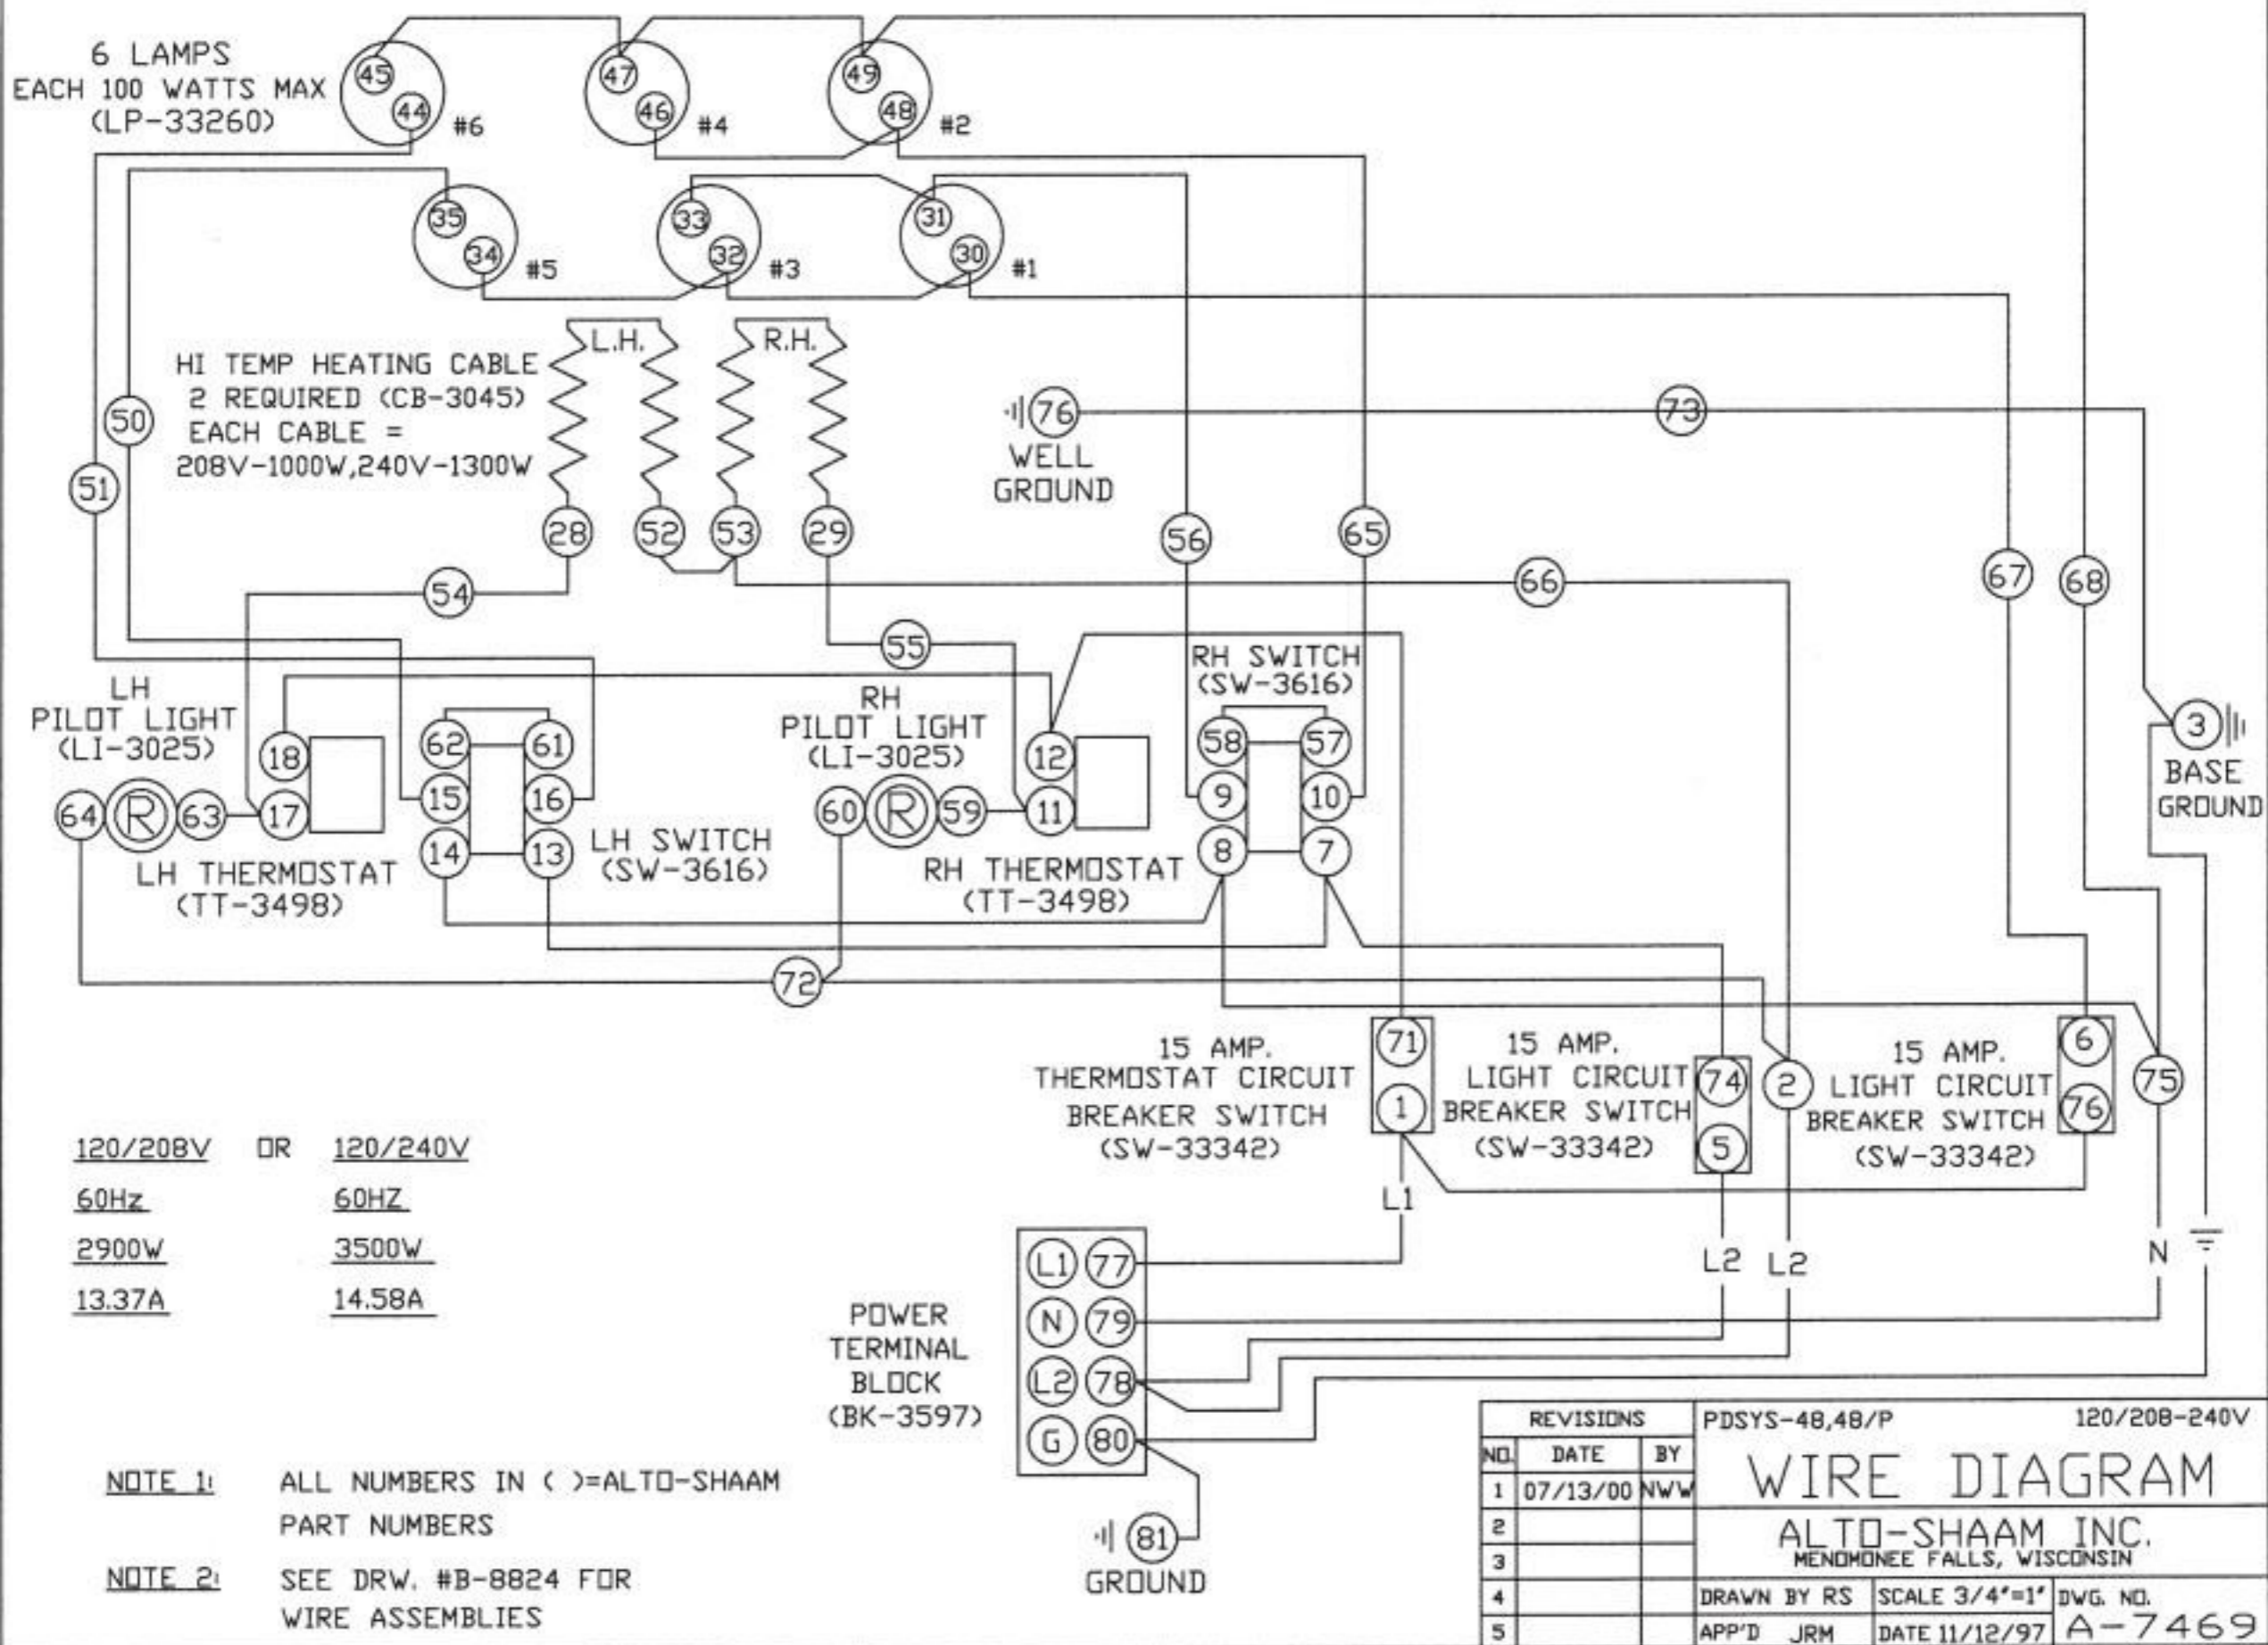 6 LAMPS
EACH 100 WATTS MAX
(LP-33260)
45
44
#6
47
46
#4
49
48
#2
35
34
#5
33
32
#3
31
30
#1
HI TEMP HEATING CABLE
2 REQUIRED (CB-3045)
EACH CABLE =
208V-1000W,240V-1300W
L.H.
R.H.
50
51
28
52
53
29
76
WELL
GROUND
73
56
65
66
67
68
54
55
LH
PILOT LIGHT
(LI-3025)
64
R
63
18
17
LH THERMOSTAT
(TT-3498)
62
61
15
16
14
13
LH SWITCH
(SW-3616)
RH
PILOT LIGHT
(LI-3025)
60
R
59
12
11
RH THERMOSTAT
(TT-3498)
RH SWITCH
(SW-3616)
58
57
9
10
8
7
3
BASE
GROUND
72
15 AMP.
THERMOSTAT CIRCUIT
BREAKER SWITCH
(SW-33342)
71
1
15 AMP.
LIGHT CIRCUIT
BREAKER SWITCH
(SW-33342)
74
5
2
15 AMP.
LIGHT CIRCUIT
BREAKER SWITCH
(SW-33342)
6
76
75
L1
L2
L2
N
120/208V OR 120/240V
60Hz 60HZ
2900W 3500W
13.37A 14.58A
POWER
TERMINAL
BLOCK
(BK-3597)
L1 77
N 79
L2 78
G 80
81
GROUND
NOTE 1: ALL NUMBERS IN ( )=ALTO-SHAAM
PART NUMBERS
NOTE 2: SEE DRW. #B-8824 FOR
WIRE ASSEMBLIES
REVISIONS
NO. DATE BY
1 07/13/00 NWW
2
3
4
5
PDSYS-48,48/P 120/208-240V
WIRE DIAGRAM
ALTO-SHAAM INC.
MENOMONEE FALLS, WISCONSIN
DRAWN BY RS SCALE 3/4"=1" DWG. NO.
APP'D JRM DATE 11/12/97 A-7469